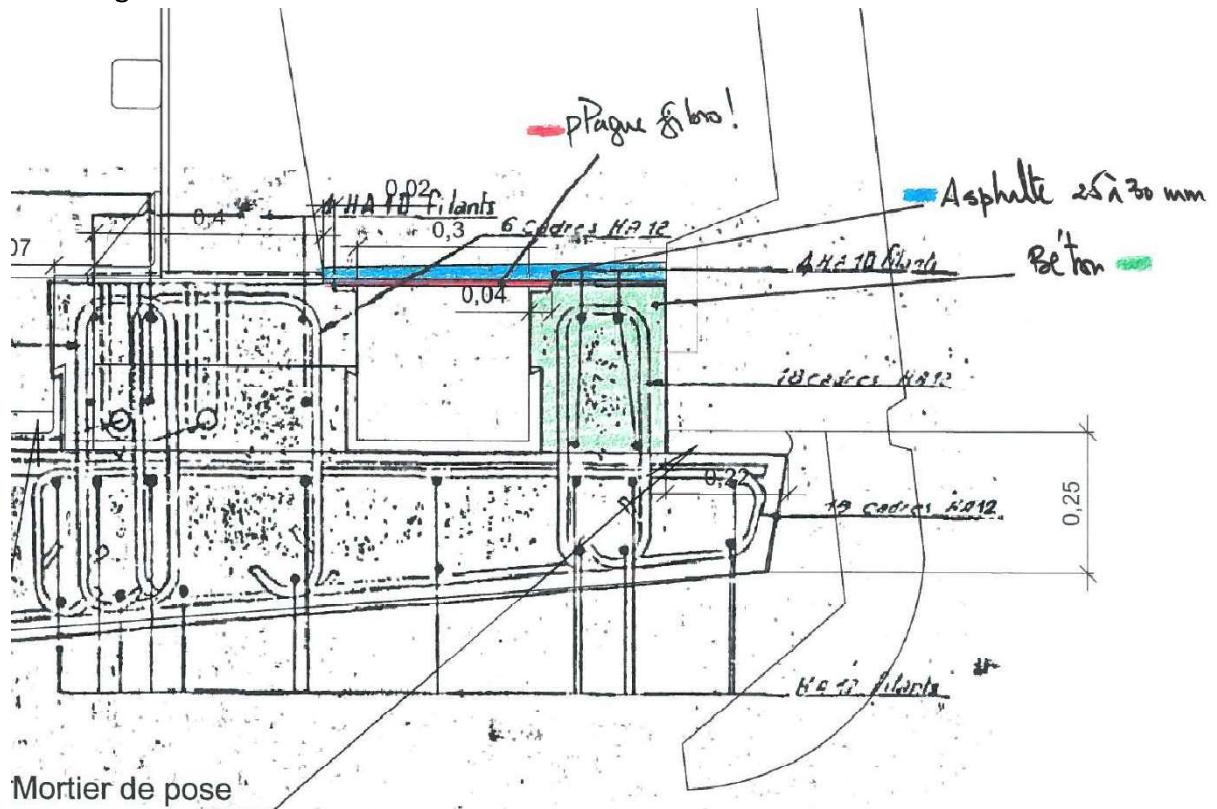 pPaque fibro!
Asphalte 25 à 30 mm
Béton
0,02
4 HA 10 filants
0,4
0,3
6 cadres HA 12
07
4 HA 10 filants
0,04
18 cadres HA12
0,22
19 cadres HA12
0,25
HA 12 filants
Mortier de pose